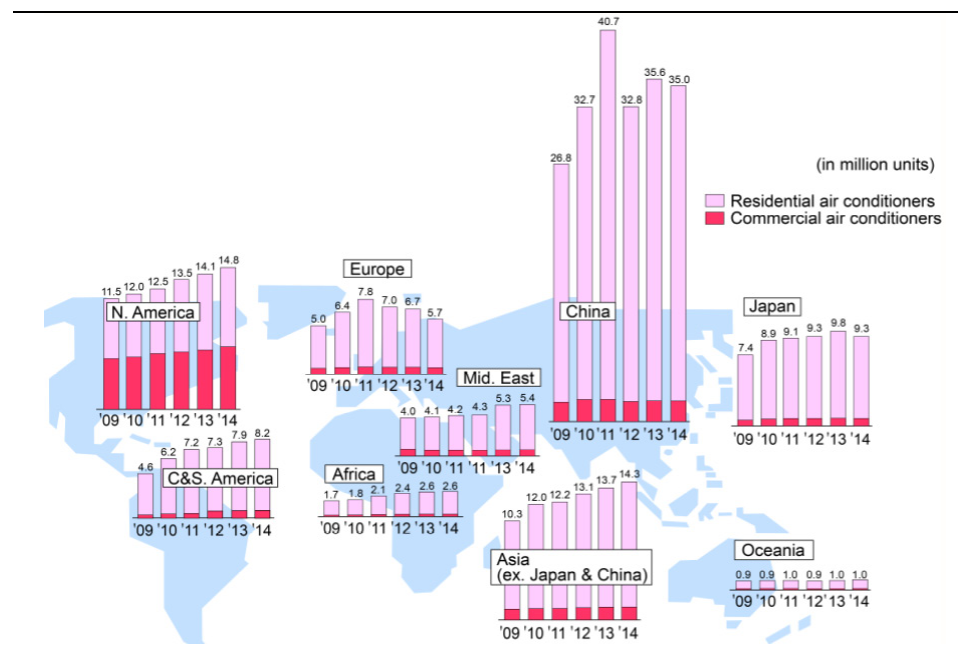 (in million units)
Residential air conditioners
Commercial air conditioners
N. America
11.5 12.0 12.5 13.5 14.1 14.8
'09 '10 '11 '12 '13 '14
C&S. America
4.6 6.2 7.2 7.3 7.9 8.2
'09 '10 '11 '12 '13 '14
Europe
5.0 6.4 7.8 7.0 6.7 5.7
'09 '10 '11 '12 '13 '14
Mid. East
4.0 4.1 4.2 4.3 5.3 5.4
'09 '10 '11 '12 '13 '14
Africa
1.7 1.8 2.1 2.4 2.6 2.6
'09 '10 '11 '12 '13 '14
China
26.8 32.7 40.7 32.8 35.6 35.0
'09 '10 '11 '12 '13 '14
Japan
7.4 8.9 9.1 9.3 9.8 9.3
'09 '10 '11 '12 '13 '14
Asia
(ex. Japan & China)
10.3 12.0 12.2 13.1 13.7 14.3
'09 '10 '11 '12 '13 '14
Oceania
0.9 0.9 1.0 0.9 1.0 1.0
'09 '10 '11 '12 '13 '14